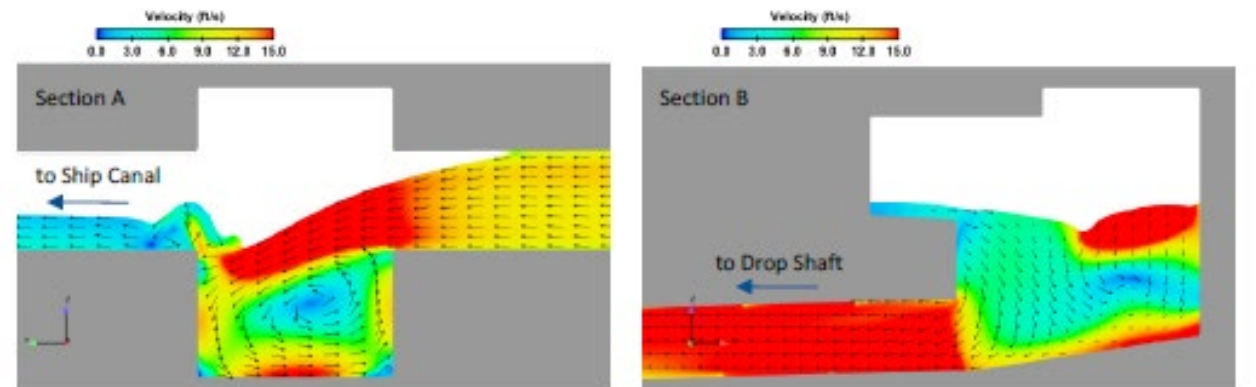 Velocity (ft/s)
0.0 3.0 6.0 9.0 12.0 15.0
Section A
to Ship Canal
Velocity (ft/s)
0.0 3.0 6.0 9.0 12.0 15.0
Section B
to Drop Shaft